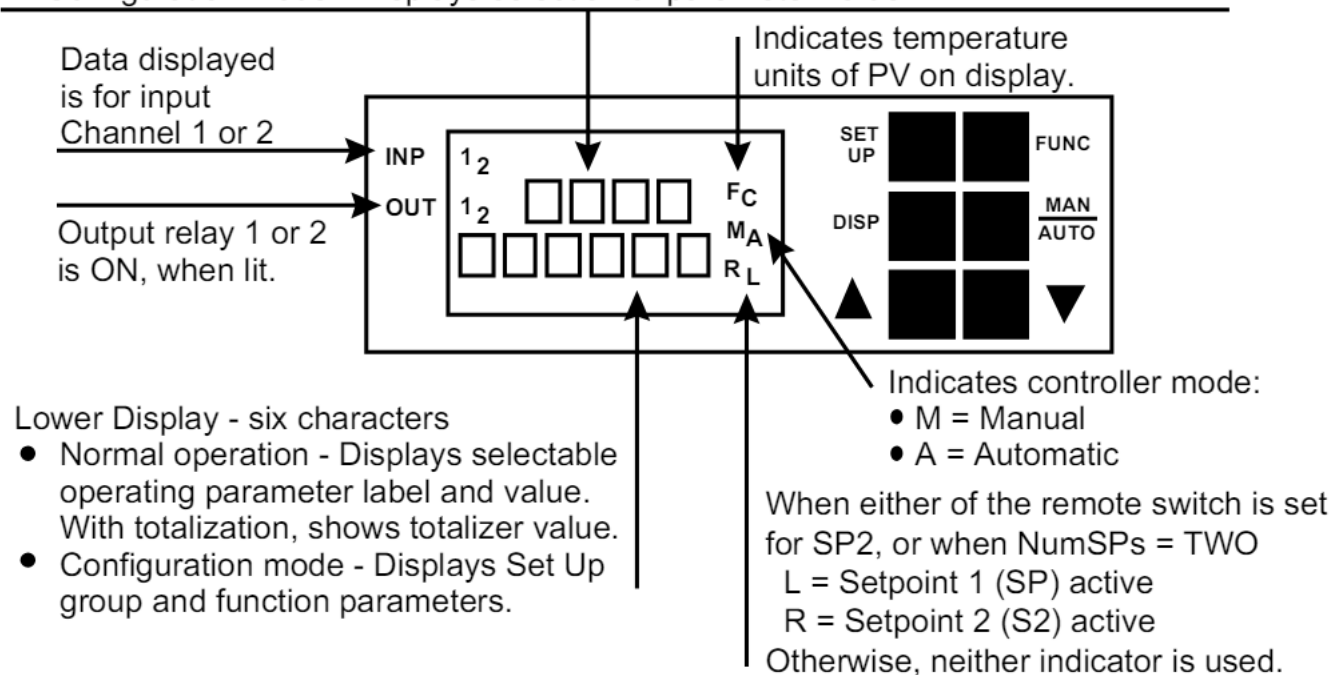 Indicates temperature
units of PV on display.
Data displayed
is for input
Channel 1 or 2
Output relay 1 or 2
is ON, when lit.
INP 1 2
OUT 1 2
F C
M A
R L
SET
UP
FUNC
DISP
MAN
AUTO
Indicates controller mode:
• M = Manual
• A = Automatic
Lower Display - six characters
• Normal operation - Displays selectable
operating parameter label and value.
With totalization, shows totalizer value.
• Configuration mode - Displays Set Up
group and function parameters.
When either of the remote switch is set
for SP2, or when NumSPs = TWO
L = Setpoint 1 (SP) active
R = Setpoint 2 (S2) active
Otherwise, neither indicator is used.